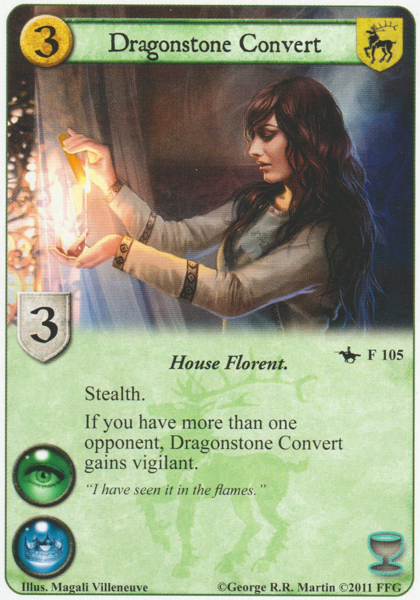 3
Dragonstone Convert
3
House Florent.
F 105
Stealth.
If you have more than one
opponent, Dragonstone Convert
gains vigilant.
"I have seen it in the flames."
Illus. Magali Villeneuve
©George R.R. Martin ©2011 FFG